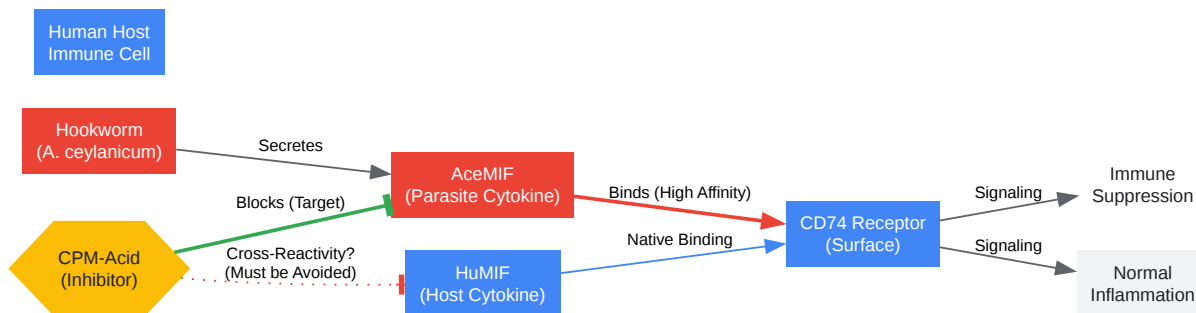 Human Host
Immune Cell
Hookworm
(A. ceylanicum)
Secretes
AceMIF
(Parasite Cytokine)
Blocks (Target)
Binds (High Affinity)
CPM-Acid
(Inhibitor)
Cross-Reactivity?
(Must be Avoided)
HuMIF
(Host Cytokine)
Native Binding
CD74 Receptor
(Surface)
Signaling
Immune
Suppression
Signaling
Normal
Inflammation